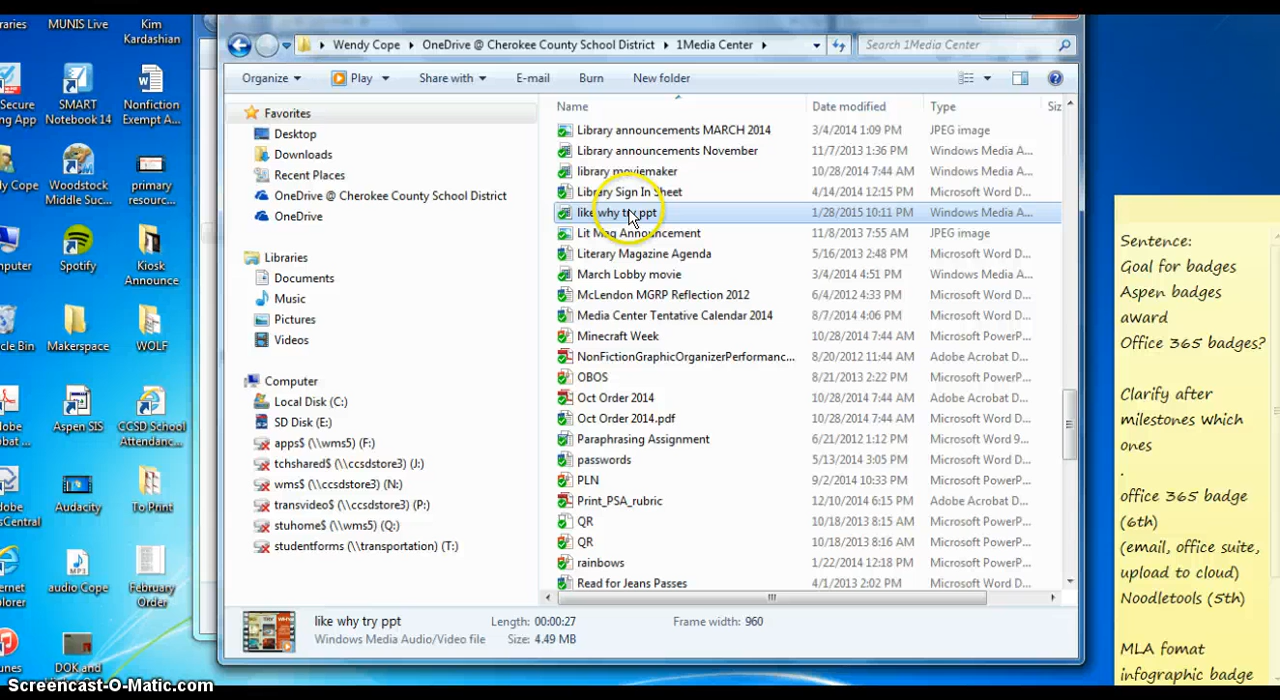 raries
MUNIS Live
Kim
Kardashian
Secure
ng App
SMART
Notebook 14
Nonfiction
Exempt A...
dy Cope
Woodstock
Middle Suc...
primary
resource
mputer
Spotify
Kiosk
Announce
cle Bin
Makerspace
WOLF
dobe
robat ...
Aspen SIS
CCSD School
Attendanc...
dobe
sCentral
Audacity
To Print
ternet
plorer
audio Cope
February
Order
unes
DOK and
Wendy Cope
OneDrive @ Cherokee County School District
1Media Center
Search 1Media Center
Organize
Play
Share with
E-mail
Burn
New folder
Favorites
Desktop
Downloads
Recent Places
OneDrive @ Cherokee County School District
OneDrive
Libraries
Documents
Music
Pictures
Videos
Computer
Local Disk (C:)
SD Disk (E:)
apps$ (\\wms5) (F:)
tchshared$ (\\ccsdstore3) (J:)
wms$ (\\ccsdstore3) (N:)
transvideo$ (\\ccsdstore3) (P:)
stuhome$ (\\wms5) (Q:)
studentforms (\\transportation) (T:)
Name Date modified Type Siz
Library announcements MARCH 2014 3/4/2014 1:09 PM JPEG image
Library announcements November 11/7/2013 1:36 PM Windows Media A...
library moviemaker 10/28/2014 7:44 AM Windows Media A...
Library Sign In Sheet 4/14/2014 12:15 PM Microsoft Word D...
like why try ppt 1/28/2015 10:11 PM Windows Media A...
Lit Mag Announcement 11/8/2013 7:55 AM JPEG image
Literary Magazine Agenda 5/16/2013 2:48 PM Microsoft Word D...
March Lobby movie 3/4/2014 4:51 PM Windows Media A...
McLendon MGRP Reflection 2012 6/4/2012 4:33 PM Microsoft Word D...
Media Center Tentative Calendar 2014 8/7/2014 4:06 PM Microsoft Word D...
Minecraft Week 10/28/2014 7:44 AM Microsoft PowerP...
NonFictionGraphicOrganizerPerformanc... 8/20/2012 11:44 AM Adobe Acrobat D...
OBOS 8/21/2013 2:22 PM Microsoft PowerP...
Oct Order 2014 10/28/2014 7:44 AM Adobe Acrobat D...
Oct Order 2014.pdf 10/28/2014 7:44 AM Microsoft PowerP...
Paraphrasing Assignment 6/21/2012 1:12 PM Microsoft Word 9...
passwords 5/13/2014 3:05 PM Microsoft Word D...
PLN 9/2/2014 10:33 PM Microsoft PowerP...
Print_PSA_rubric 12/10/2014 6:15 PM Adobe Acrobat D...
QR 10/18/2013 8:15 AM Microsoft PowerP...
QR 10/18/2013 8:16 AM Microsoft PowerP...
rainbows 1/22/2014 12:18 PM Microsoft PowerP...
Read for Jeans Passes 4/1/2013 2:02 PM Microsoft Word D...
like why try ppt Length: 00:00:27 Frame width: 960
Windows Media Audio/Video file Size: 4.49 MB
Sentence:
Goal for badges
Aspen badges
award
Office 365 badges?
Clarify after
milestones Which
ones
.
office 365 badge
(6th)
(email, office suite,
upload to cloud)
Noodletools (5th)
MLA fomat
infographic badge
Screencast-O-Matic.com